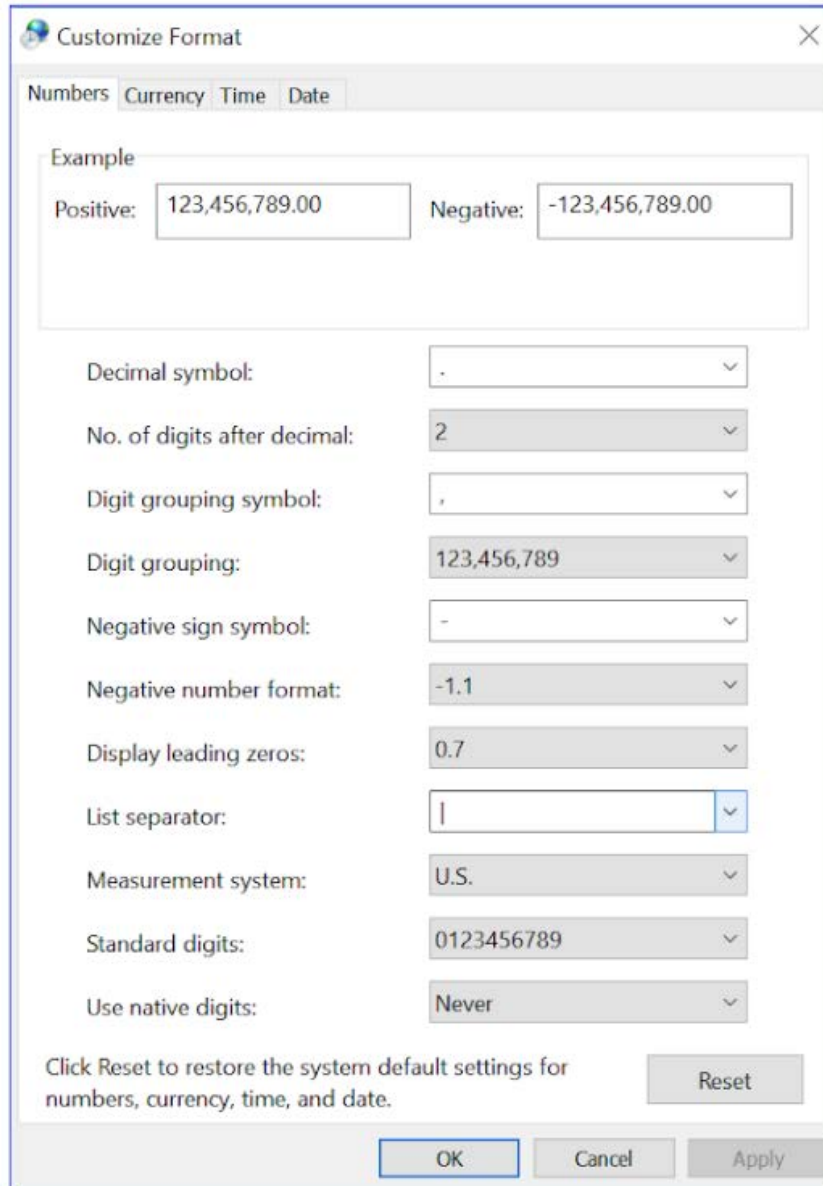 Customize Format
Numbers Currency Time Date
Example
Positive: 123,456,789.00 Negative: -123,456,789.00
Decimal symbol: .
No. of digits after decimal: 2
Digit grouping symbol: ,
Digit grouping: 123,456,789
Negative sign symbol: -
Negative number format: -1.1
Display leading zeros: 0.7
List separator: |
Measurement system: U.S.
Standard digits: 0123456789
Use native digits: Never
Click Reset to restore the system default settings for
numbers, currency, time, and date.
Reset
OK Cancel Apply